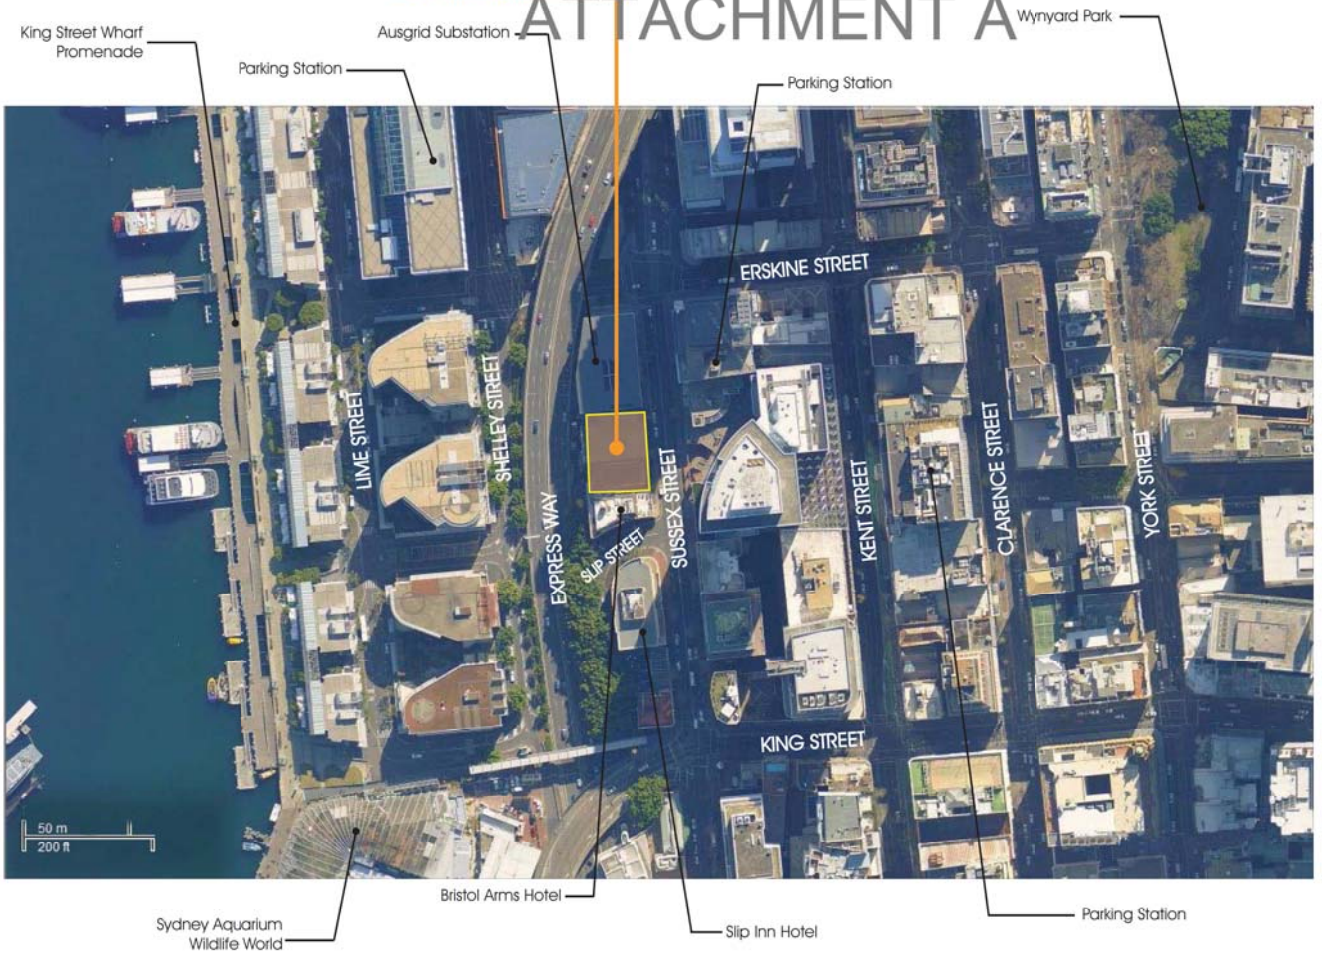 ATTACHMENT A
Wynyard Park
King Street Wharf
Promenade
Ausgrid Substation
Parking Station
Parking Station
ERSKINE STREET
LIME STREET
SHELLEY STREET
EXPRESS WAY
SLIP STREET
SUSSEX STREET
KENT STREET
CLARENCE STREET
YORK STREET
KING STREET
50 m
200 ft
Bristol Arms Hotel
Sydney Aquarium
Wildlife World
Slip Inn Hotel
Parking Station